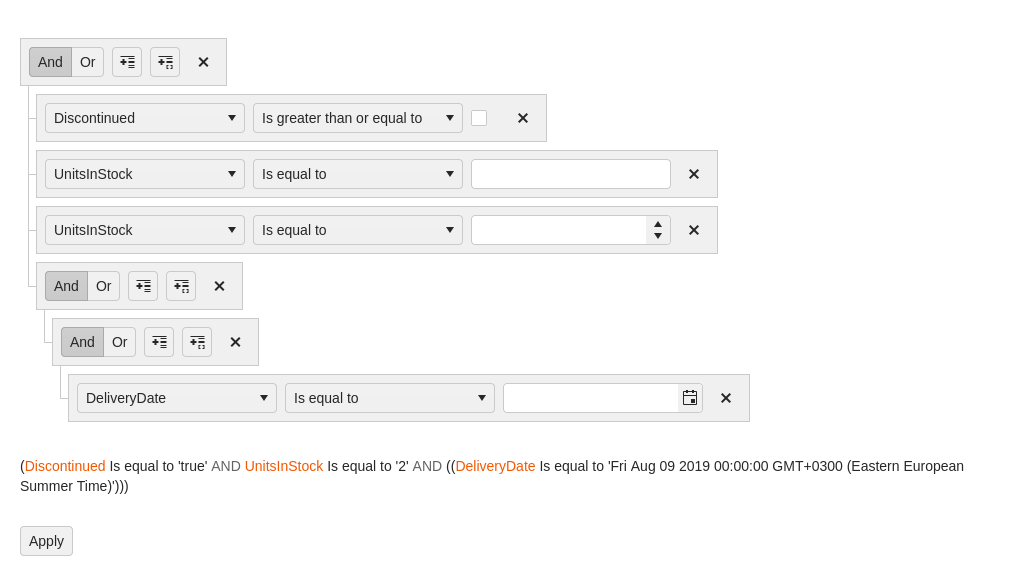 And Or
Discontinued Is greater than or equal to
UnitsInStock Is equal to
UnitsInStock Is equal to
And Or
And Or
DeliveryDate Is equal to
(Discontinued Is equal to 'true' AND UnitsInStock Is equal to '2' AND ((DeliveryDate Is equal to 'Fri Aug 09 2019 00:00:00 GMT+0300 (Eastern European
Summer Time)')))
Apply